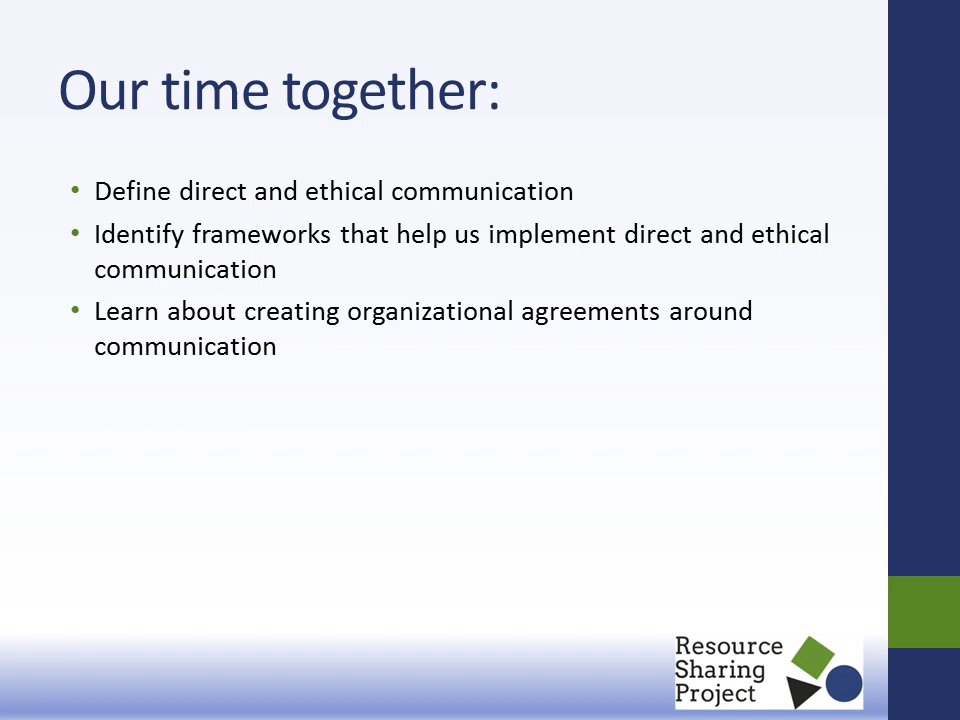 Our time together:
• Define direct and ethical communication
• Identify frameworks that help us implement direct and ethical
communication
• Learn about creating organizational agreements around
communication
Resource
Sharing
Project